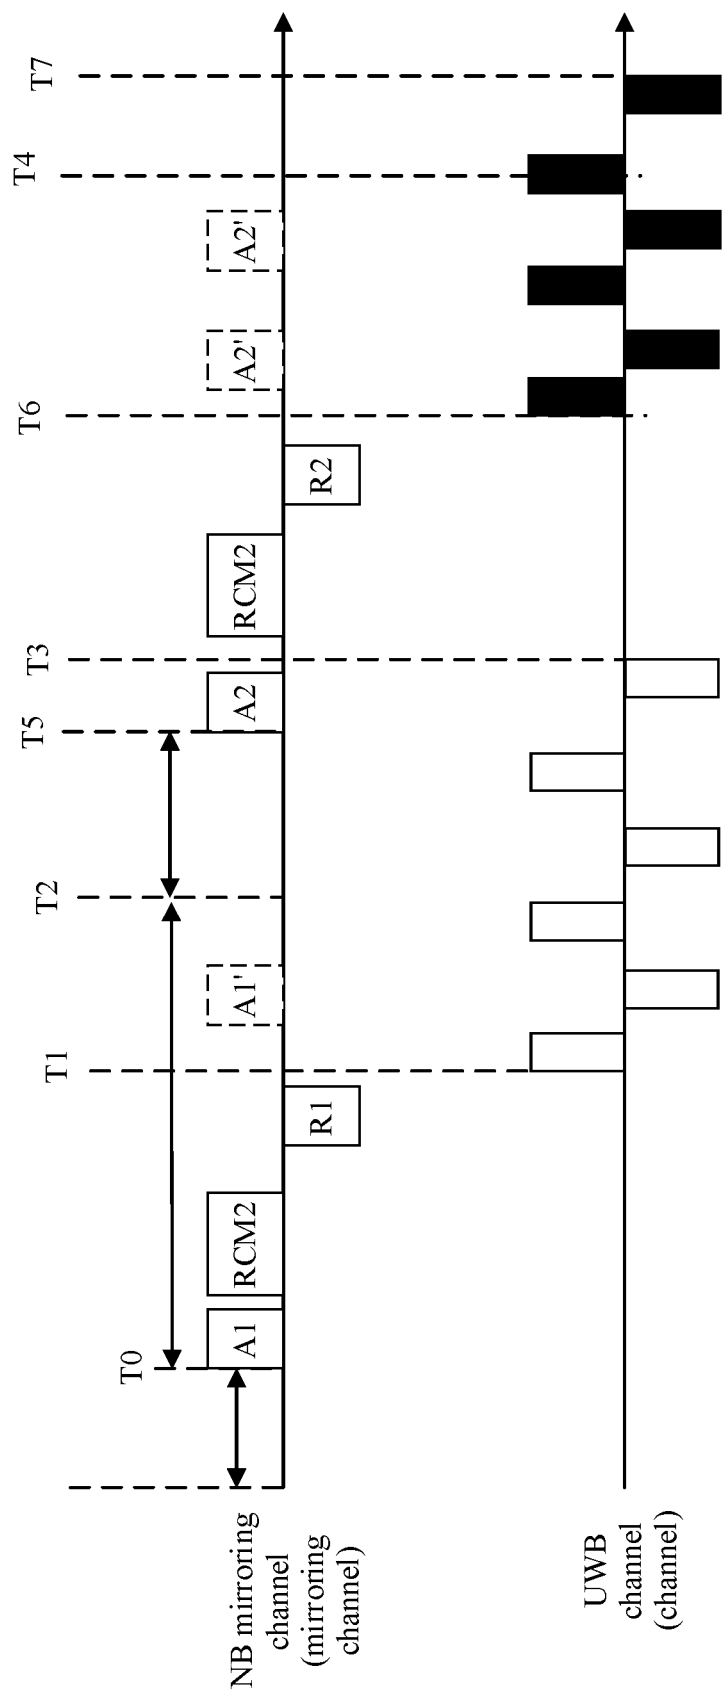 T0
T1
T2
T5
T3
T6
T4
T7
A1
RCM2
A1'
A2
RCM2
A2'
A2'
R1
R2
NB mirroring
channel
(mirroring
channel)
UWB
channel
(channel)